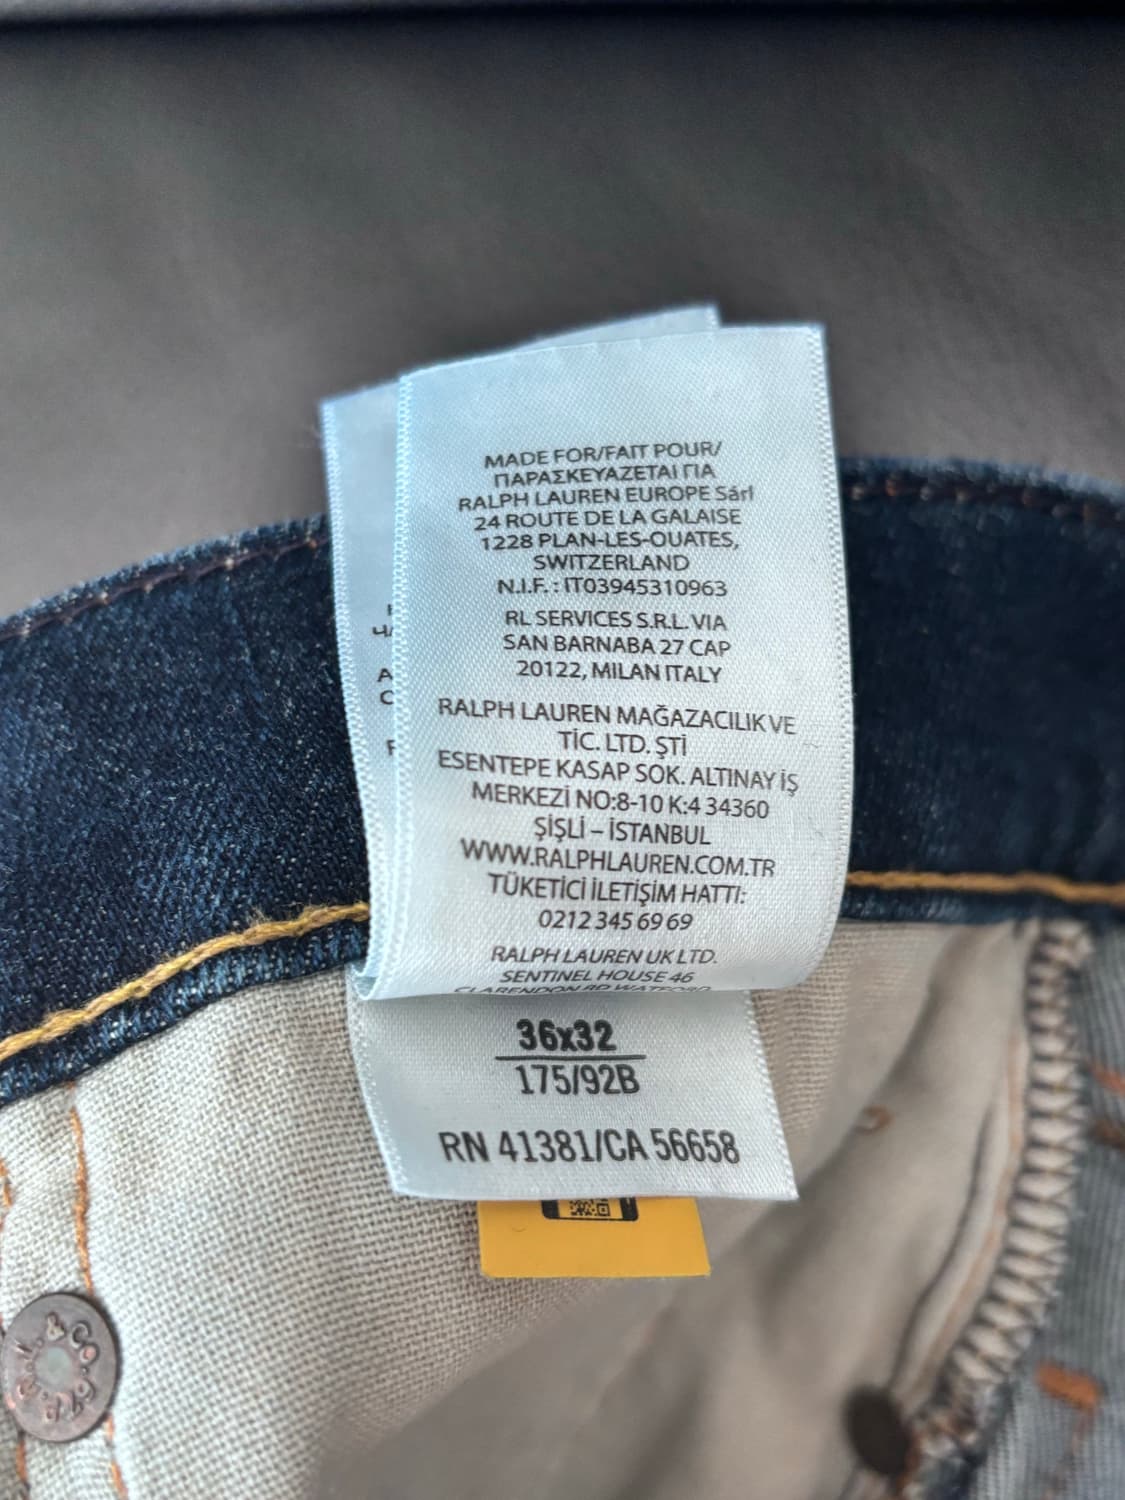 MADE FOR/FAIT POUR/
ΠΑΡΑΣΚΕΥΑΖΕΤΑΙ ΓΙΑ
RALPH LAUREN EUROPE Sárl
24 ROUTE DE LA GALAISE
1228 PLAN-LES-OUATES,
SWITZERLAND
N.I.F. : IT03945310963
RL SERVICES S.R.L. VIA
SAN BARNABA 27 CAP
20122, MILAN ITALY
RALPH LAUREN MAĞAZACILIK VE
TİC. LTD. ŞTİ
ESENTEPE KASAP SOK. ALTINAY İŞ
MERKEZİ NO:8-10 K:4 34360
ŞİŞLİ – İSTANBUL
WWW.RALPHLAUREN.COM.TR
TÜKETİCİ İLETİŞİM HATTI:
0212 345 69 69
RALPH LAUREN UK LTD.
SENTINEL HOUSE 46
CLARENDON RD WATFORD
36x32
175/92B
RN 41381/CA 56658